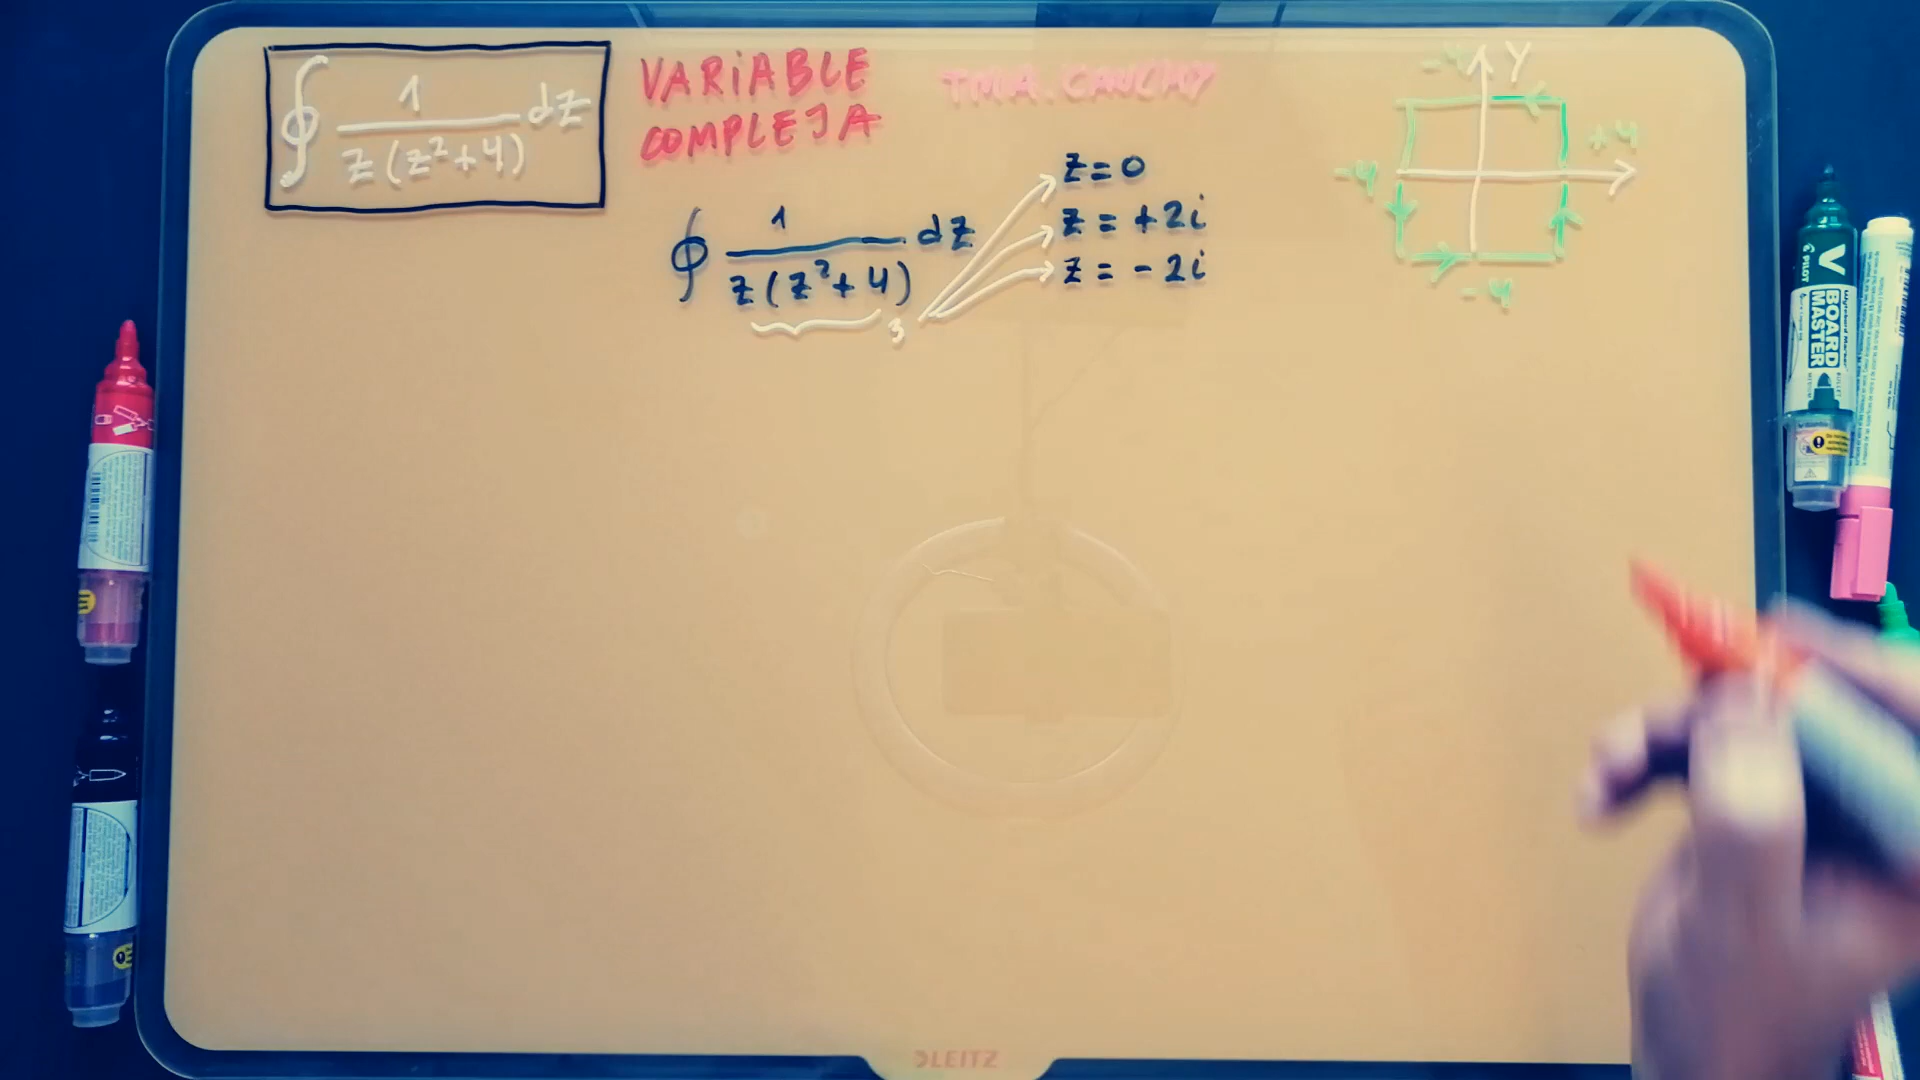 ∮ 1 / z(z²+4) dz
VARIABLE
COMPLEJA
TMA. CAUCHY
∮ 1 / z(z²+4) dz
3
z = 0
z = +2i
z = -2i
-4 Y
+4
-4
-4
V
PILOT
BOARD
MASTER
LEITZ